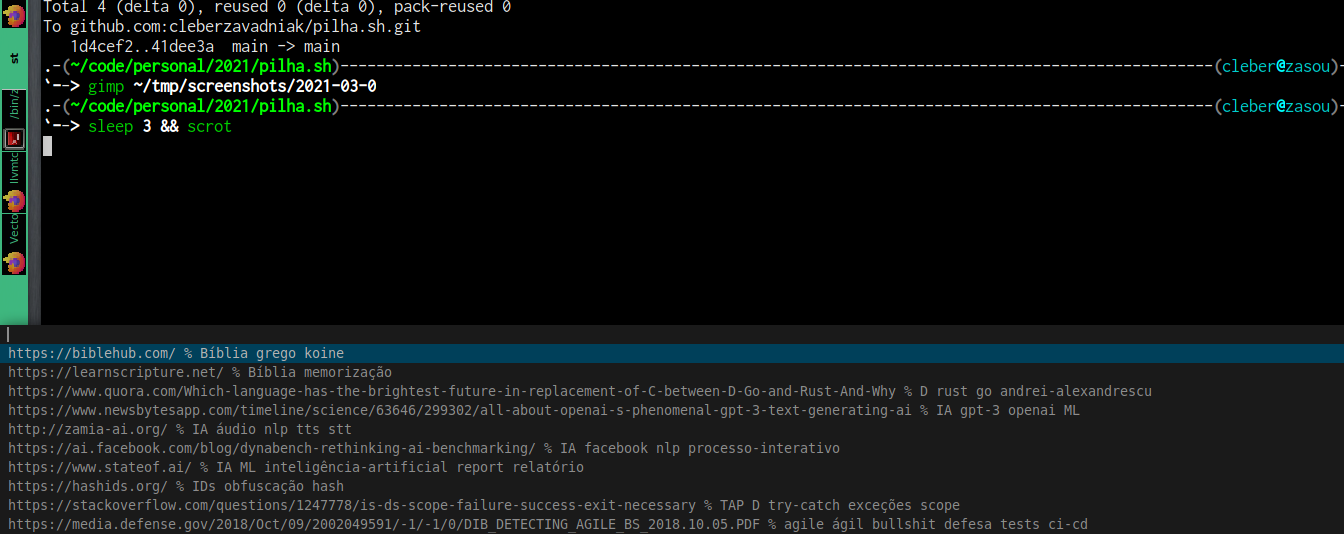 Total 4 (delta 0), reused 0 (delta 0), pack-reused 0
To github.com:cleberzavadniak/pilha.sh.git
1d4cef2..41dee3a  main -> main
.-(~/code/personal/2021/pilha.sh)----------------------------------------------------------------------------------(cleber@zasou)-
`--> gimp ~/tmp/screenshots/2021-03-0
.-(~/code/personal/2021/pilha.sh)----------------------------------------------------------------------------------(cleber@zasou)-
`--> sleep 3 && scrot
st
/bin/z
llvmtc
Vecto
https://biblehub.com/ % Bíblia grego koine
https://learnscripture.net/ % Bíblia memorização
https://www.quora.com/Which-language-has-the-brightest-future-in-replacement-of-C-between-D-Go-and-Rust-And-Why % D rust go andrei-alexandrescu
https://www.newsbytesapp.com/timeline/science/63646/299302/all-about-openai-s-phenomenal-gpt-3-text-generating-ai % IA gpt-3 openai ML
http://zamia-ai.org/ % IA áudio nlp tts stt
https://ai.facebook.com/blog/dynabench-rethinking-ai-benchmarking/ % IA facebook nlp processo-interativo
https://www.stateof.ai/ % IA ML inteligência-artificial report relatório
https://hashids.org/ % IDs obfuscação hash
https://stackoverflow.com/questions/1247778/is-ds-scope-failure-success-exit-necessary % TAP D try-catch exceções scope
https://media.defense.gov/2018/Oct/09/2002049591/-1/-1/0/DIB_DETECTING_AGILE_BS_2018.10.05.PDF % agile ágil bullshit defesa tests ci-cd